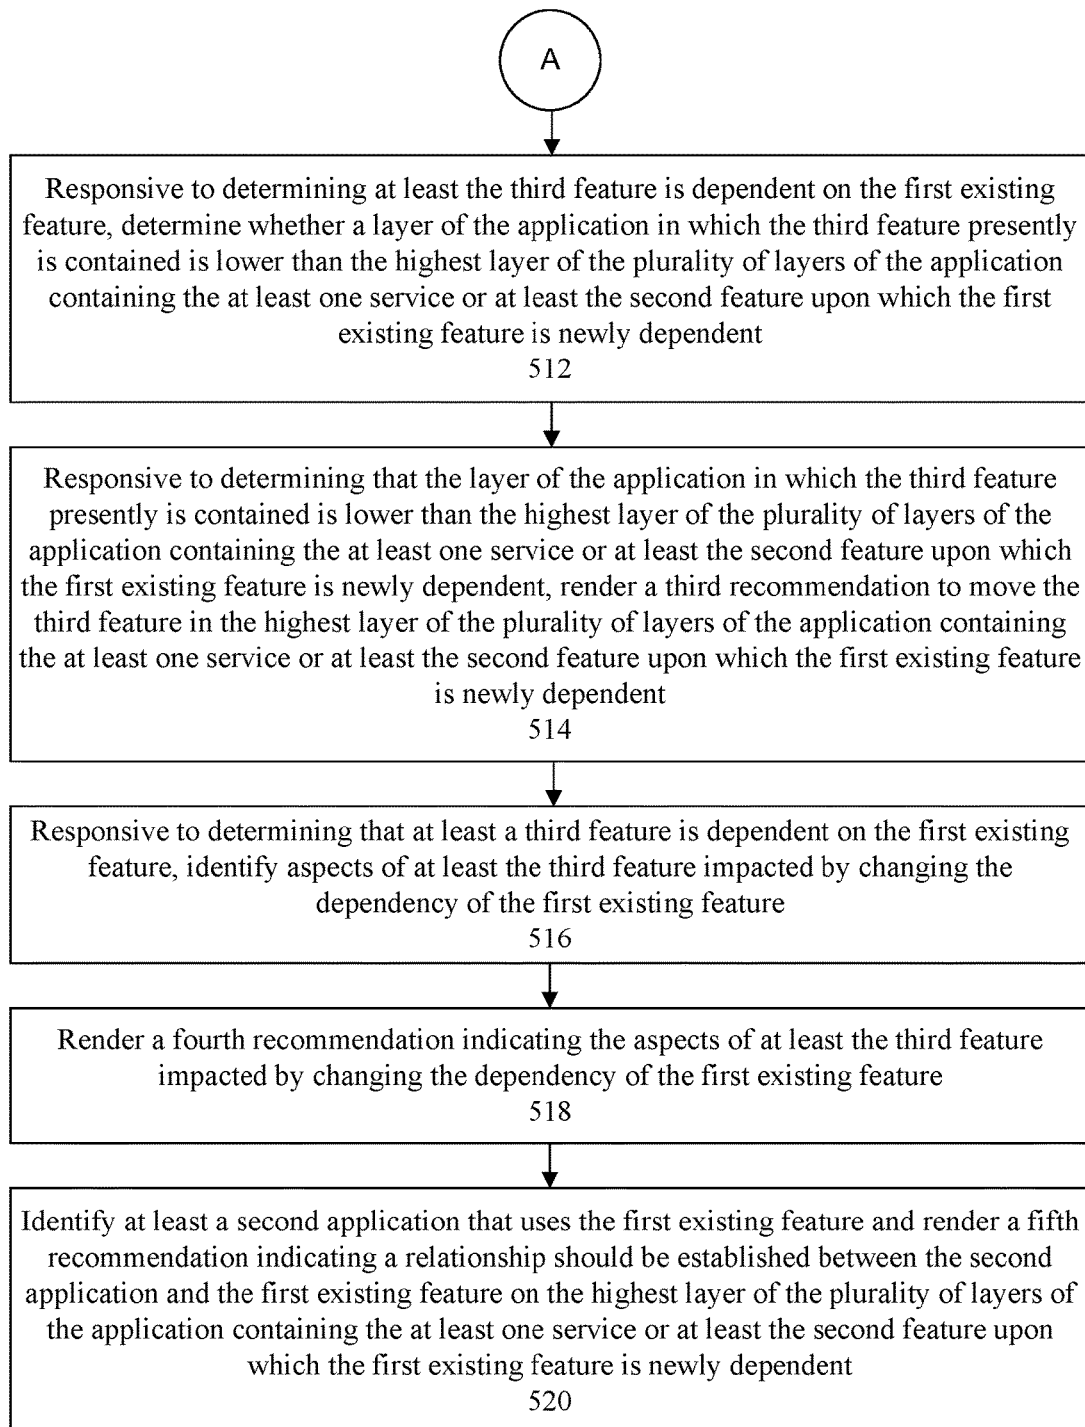 A
Responsive to determining at least the third feature is dependent on the first existing
feature, determine whether a layer of the application in which the third feature presently
is contained is lower than the highest layer of the plurality of layers of the application
containing the at least one service or at least the second feature upon which the first
existing feature is newly dependent
512
Responsive to determining that the layer of the application in which the third feature
presently is contained is lower than the highest layer of the plurality of layers of the
application containing the at least one service or at least the second feature upon which
the first existing feature is newly dependent, render a third recommendation to move the
third feature in the highest layer of the plurality of layers of the application containing
the at least one service or at least the second feature upon which the first existing feature
is newly dependent
514
Responsive to determining that at least a third feature is dependent on the first existing
feature, identify aspects of at least the third feature impacted by changing the
dependency of the first existing feature
516
Render a fourth recommendation indicating the aspects of at least the third feature
impacted by changing the dependency of the first existing feature
518
Identify at least a second application that uses the first existing feature and render a fifth
recommendation indicating a relationship should be established between the second
application and the first existing feature on the highest layer of the plurality of layers of
the application containing the at least one service or at least the second feature upon
which the first existing feature is newly dependent
520